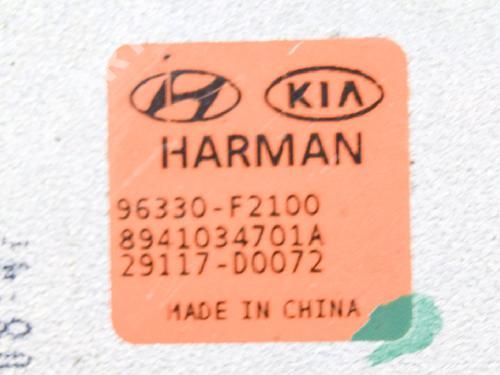 KIA
HARMAN
96330-F2100
8941034701A
29117-D0072
MADE IN CHINA